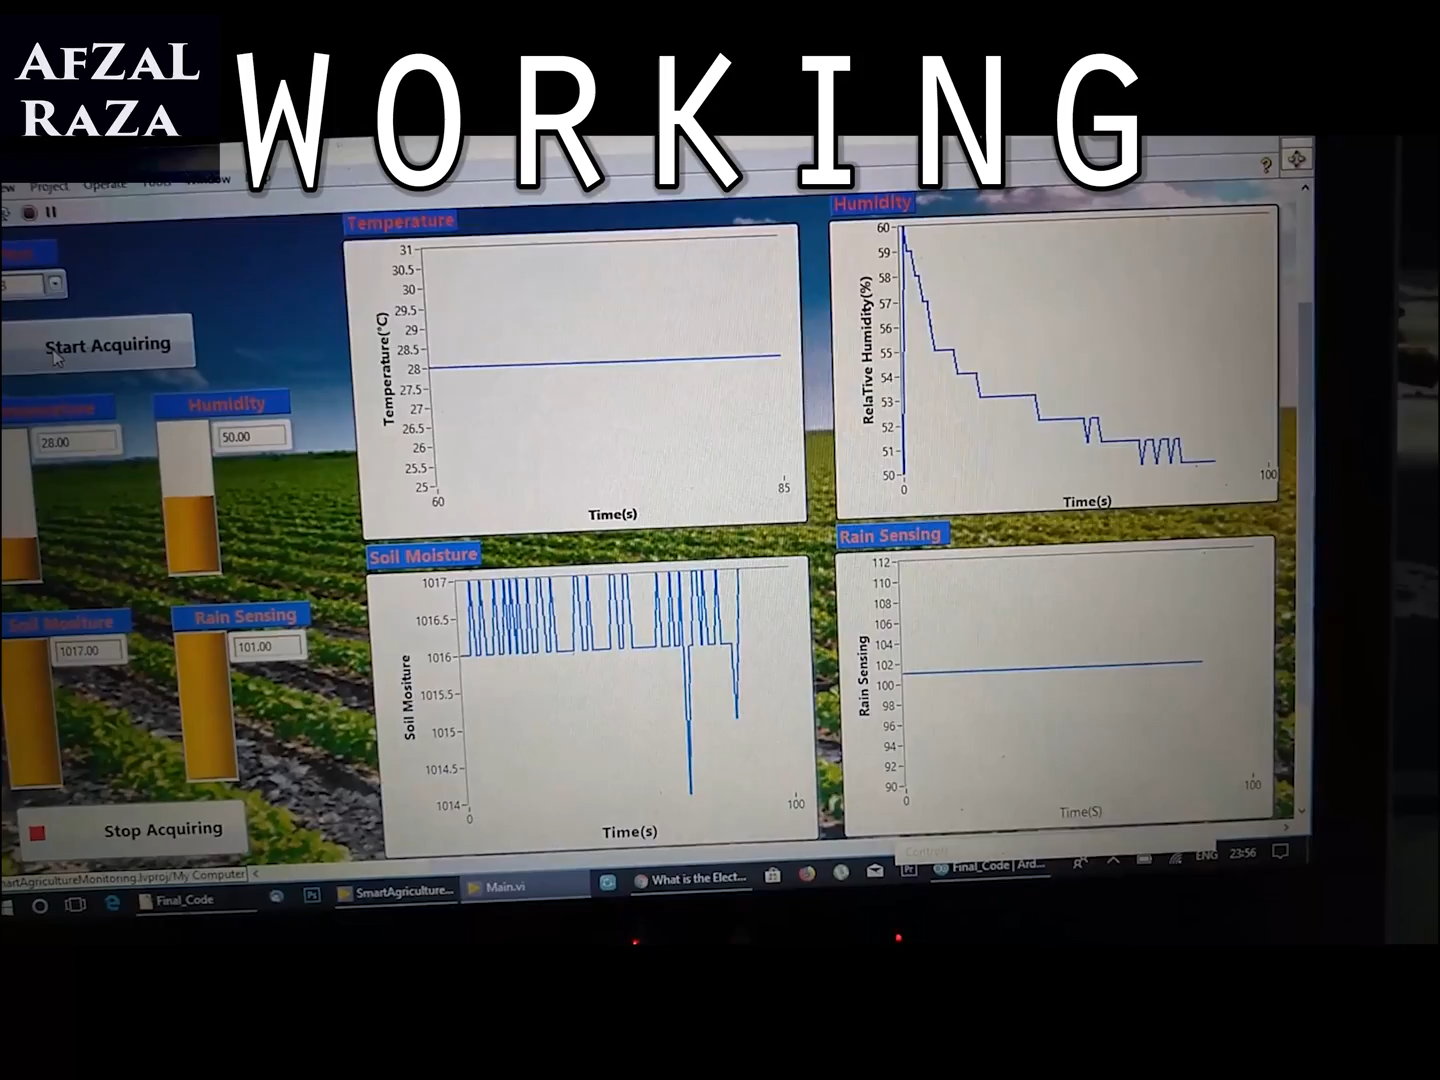 AFZAL
RAZA
WORKING
Project Operate Tools Window
Temperature
31
30.5
30
29.5
29
28.5
28
27.5
27
26.5
26
25.5
25
Temperature(°C)
60
85
Time(s)
Humidity
60
59
58
57
56
55
54
53
52
51
50
RelaTive Humidity(%)
0
100
Time(s)
Start Acquiring
Humidity
28.00
50.00
Soil Moisture
1017
1016.5
1016
1015.5
1015
1014.5
1014
Soil Mositure
0
100
Time(s)
Rain Sensing
112
110
108
106
104
102
100
98
96
94
92
90
Rain Sensing
0
100
Time(S)
Soil Moniture
Rain Sensing
1017.00
101.00
Stop Acquiring
SmartAgricultureMonitoring.lvproj/My Computer
Final_Code
Ps
SmartAgriculture...
Main.vi
What is the Elect...
Pr
Final_Code | Ard...
ENG
23:56